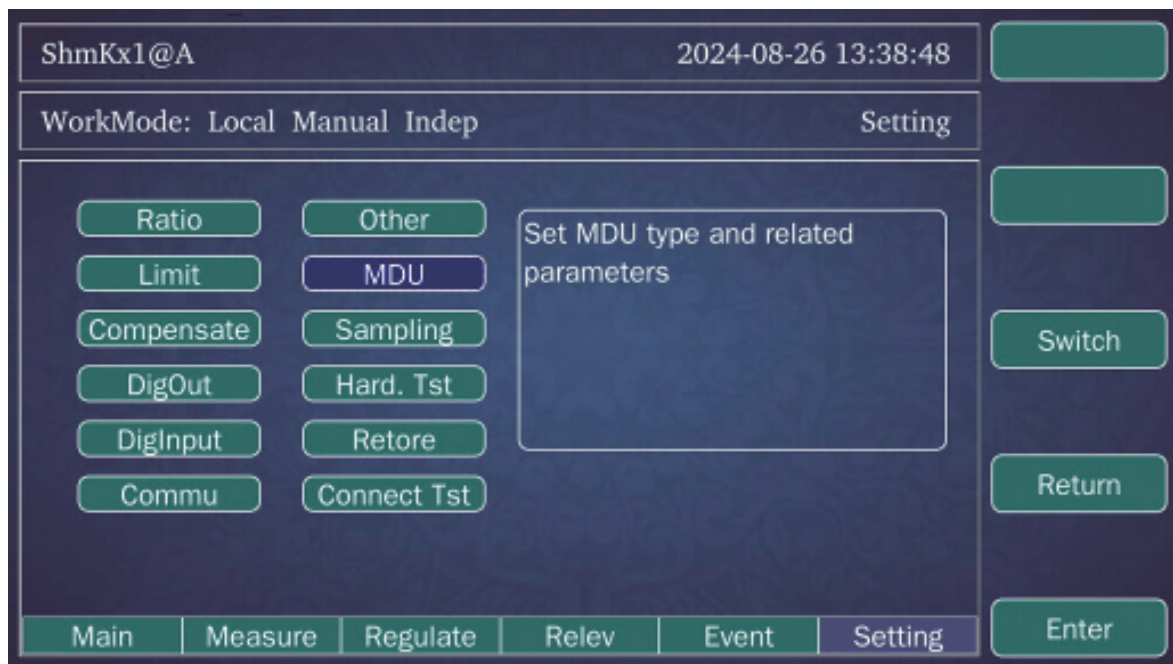 ShmKx1@A 2024-08-26 13:38:48
WorkMode: Local Manual Indep Setting
Ratio Other
Limit MDU
Compensate Sampling
DigOut Hard. Tst
DigInput Retore
Commu Connect Tst
Set MDU type and related
parameters
Switch
Return
Enter
Main Measure Regulate Relev Event Setting